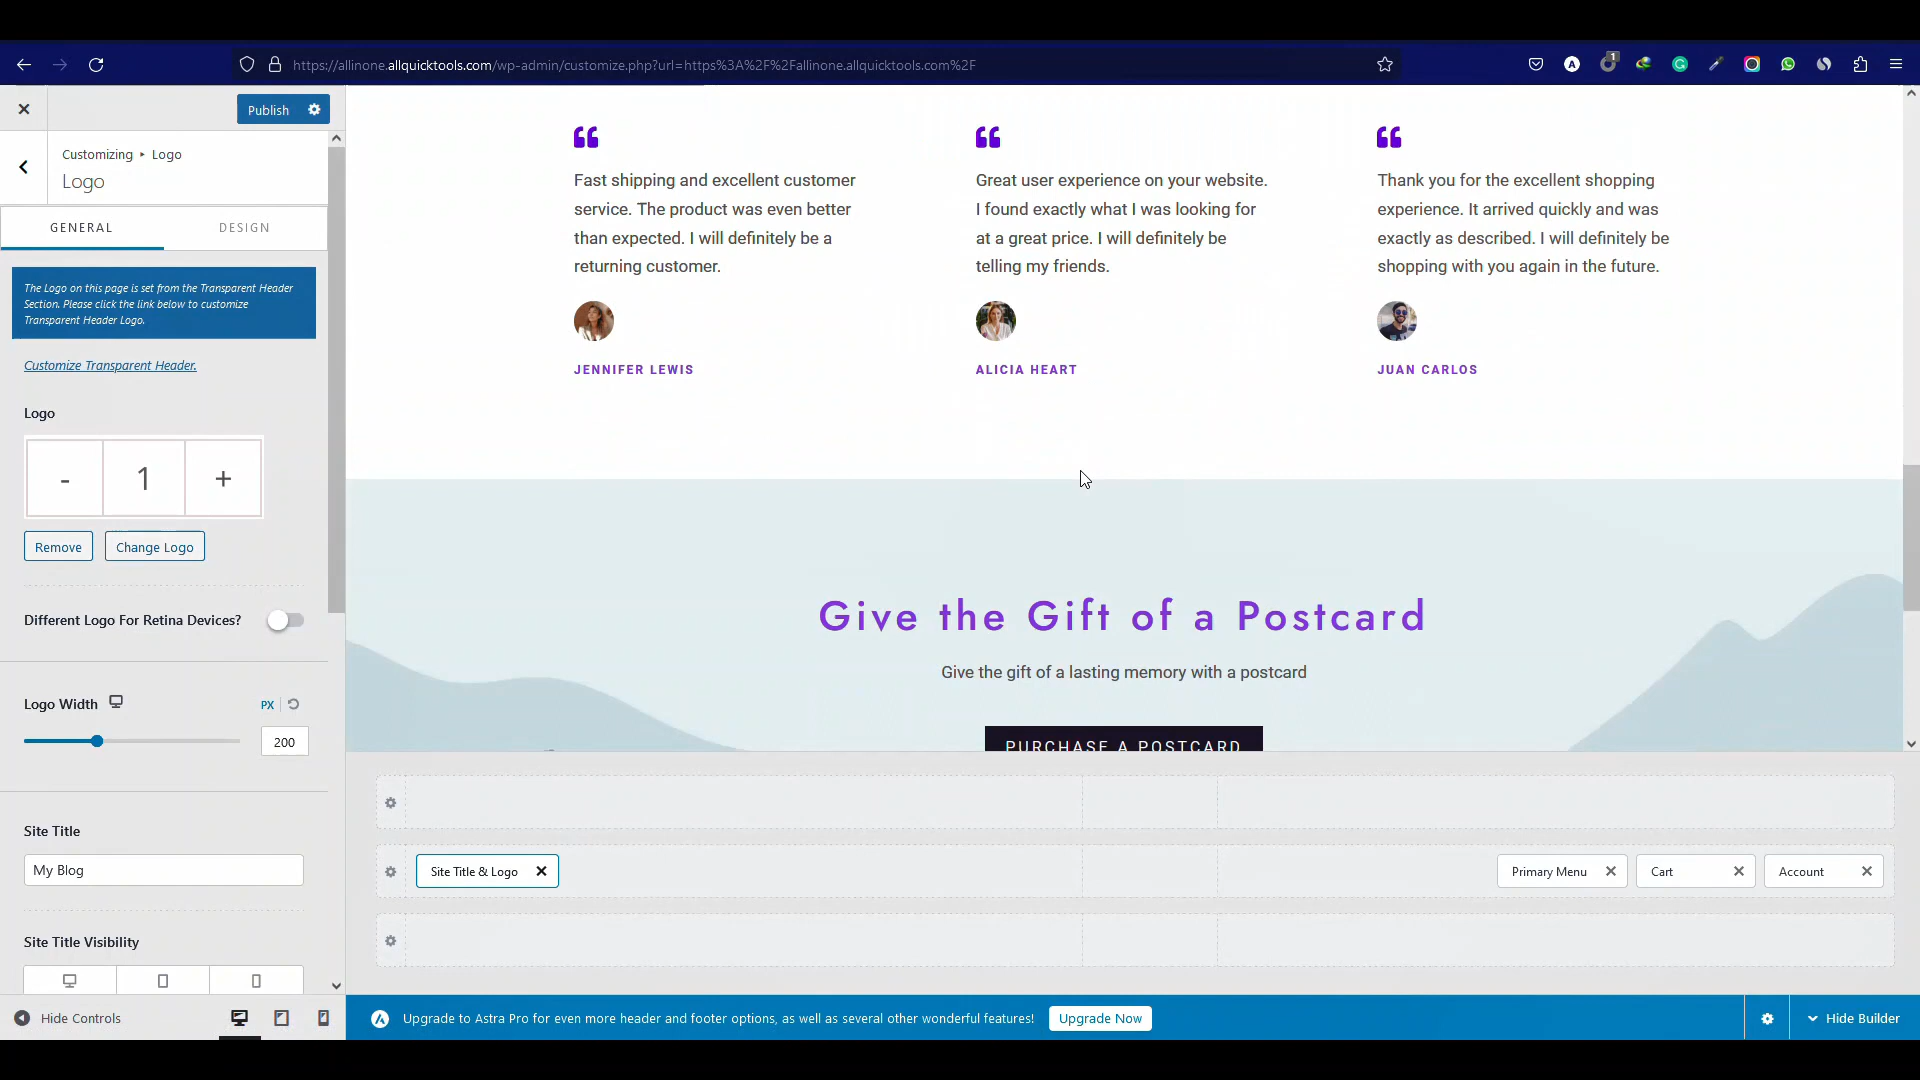 https://allinone.allquicktools.com/wp-admin/customize.php?url=https%3A%2F%2Fallinone.allquicktools.com%2F
1
Publish
Customizing ▸ Logo
Logo
GENERAL DESIGN
The Logo on this page is set from the Transparent Header
Section. Please click the link below to customize
Transparent Header Logo.
Customize Transparent Header.
Logo
- 1 +
Remove Change Logo
Different Logo For Retina Devices?
Logo Width PX
200
Site Title
My Blog
Site Title Visibility
Hide Controls
Fast shipping and excellent customer
service. The product was even better
than expected. I will definitely be a
returning customer.
JENNIFER LEWIS
Great user experience on your website.
I found exactly what I was looking for
at a great price. I will definitely be
telling my friends.
ALICIA HEART
Thank you for the excellent shopping
experience. It arrived quickly and was
exactly as described. I will definitely be
shopping with you again in the future.
JUAN CARLOS
Give the Gift of a Postcard
Give the gift of a lasting memory with a postcard
PURCHASE A POSTCARD
Site Title & Logo
Primary Menu
Cart
Account
Upgrade to Astra Pro for even more header and footer options, as well as several other wonderful features! Upgrade Now
Hide Builder